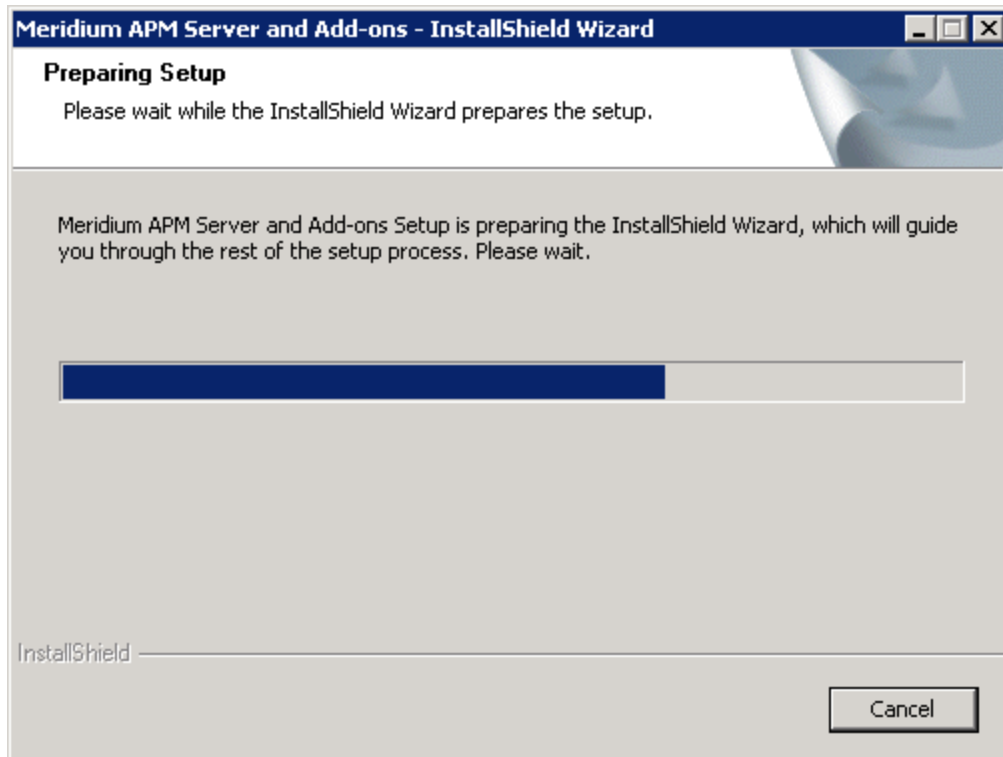 Meridium APM Server and Add-ons - InstallShield Wizard
Preparing Setup
Please wait while the InstallShield Wizard prepares the setup.
Meridium APM Server and Add-ons Setup is preparing the InstallShield Wizard, which will guide
you through the rest of the setup process. Please wait.
InstallShield
Cancel